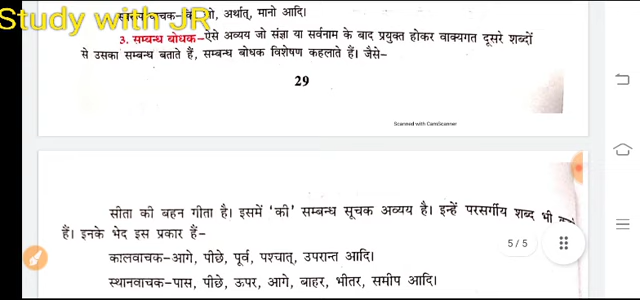 Study with JR
अर्थात्, मानो आदि।
3. सम्बन्ध बोधक–ऐसे अव्यय जो संज्ञा या सर्वनाम के बाद प्रयुक्त होकर वाक्यगत दूसरे शब्दों
से उसका सम्बन्ध बताते हैं, सम्बन्ध बोधक विशेषण कहलाते हैं। जैसे–
29
Scanned with CamScanner
सीता की बहन गीता है। इसमें 'की' सम्बन्ध सूचक अव्यय है। इन्हें परसर्गीय शब्द भी
हैं। इनके भेद इस प्रकार हैं–
5 / 5
कालवाचक–आगे, पीछे, पूर्व, पश्चात्, उपरान्त आदि।
स्थानवाचक–पास, पीछे, ऊपर, आगे, बाहर, भीतर, समीप आदि।